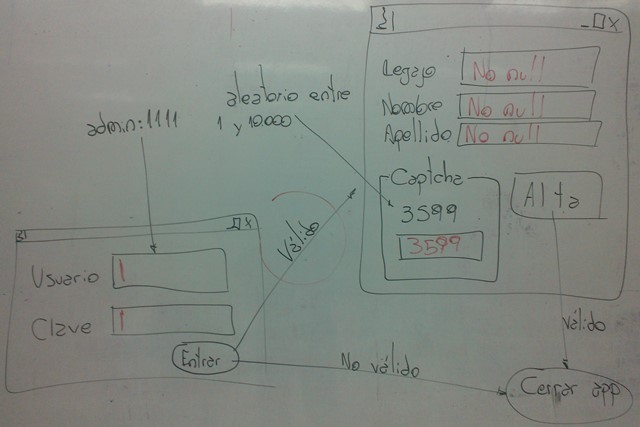 Legajo No null
Nombre No null
Apellido No null
aleatorio entre
1 y 10.000
admin:1111
Captcha
3599
3599
Alta
Válido
Usuario
Clave
Entrar
No válido
válido
Cerrar app